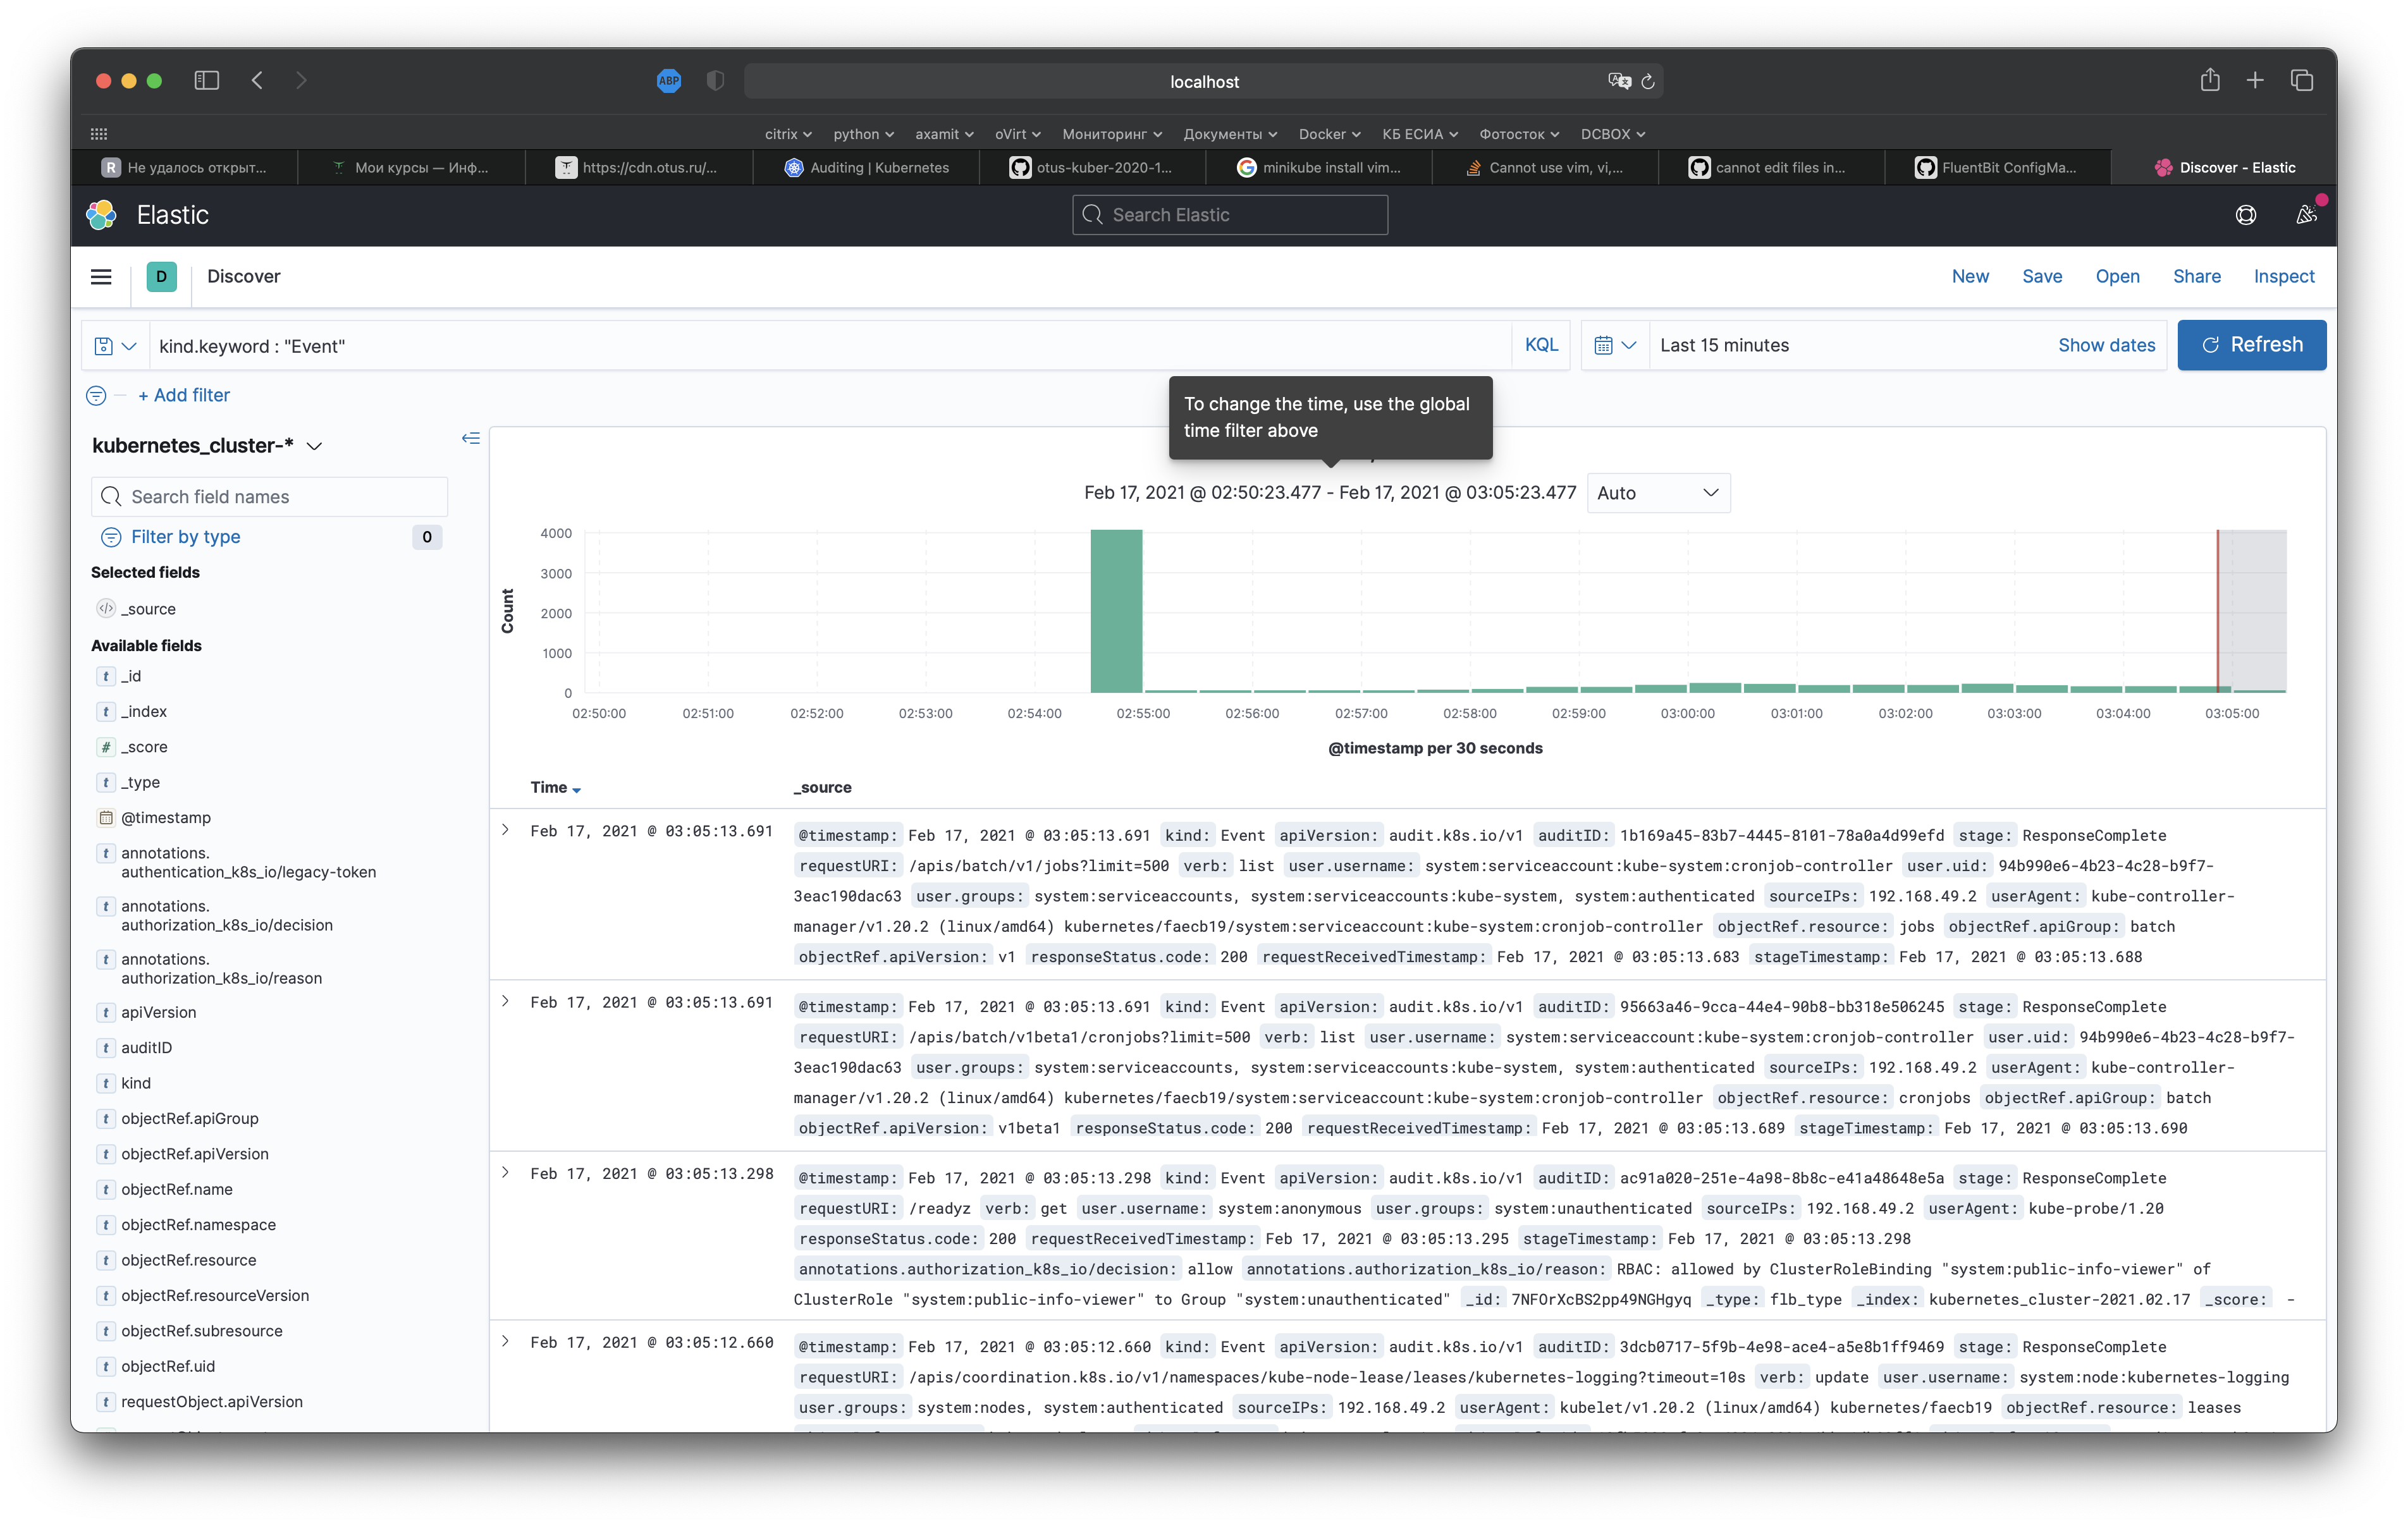 ABP
localhost
citrix python axamit oVirt Мониторинг Документы Docker КБ ЕСИА Фотосток DCBOX
R Не удалось открыт... Мои курсы — Инф... https://cdn.otus.ru/... Auditing | Kubernetes otus-kuber-2020-1... minikube install vim... Cannot use vim, vi,... cannot edit files in... FluentBit ConfigMa... Discover - Elastic
Elastic Search Elastic
D Discover New Save Open Share Inspect
kind.keyword : "Event" KQL Last 15 minutes Show dates Refresh
+ Add filter
To change the time, use the global
time filter above
kubernetes_cluster-*
Search field names
Filter by type 0
Selected fields
_source
Available fields
t _id
t _index
# _score
t _type
@timestamp
t annotations.
authentication_k8s_io/legacy-token
t annotations.
authorization_k8s_io/decision
t annotations.
authorization_k8s_io/reason
t apiVersion
t auditID
t kind
t objectRef.apiGroup
t objectRef.apiVersion
t objectRef.name
t objectRef.namespace
t objectRef.resource
t objectRef.resourceVersion
t objectRef.subresource
t objectRef.uid
t requestObject.apiVersion
Feb 17, 2021 @ 02:50:23.477 - Feb 17, 2021 @ 03:05:23.477 Auto
Count
4000
3000
2000
1000
0
02:50:00 02:51:00 02:52:00 02:53:00 02:54:00 02:55:00 02:56:00 02:57:00 02:58:00 02:59:00 03:00:00 03:01:00 03:02:00 03:03:00 03:04:00 03:05:00
@timestamp per 30 seconds
Time _source
Feb 17, 2021 @ 03:05:13.691 @timestamp: Feb 17, 2021 @ 03:05:13.691 kind: Event apiVersion: audit.k8s.io/v1 auditID: 1b169a45-83b7-4445-8101-78a0a4d99efd stage: ResponseComplete
requestURI: /apis/batch/v1/jobs?limit=500 verb: list user.username: system:serviceaccount:kube-system:cronjob-controller user.uid: 94b990e6-4b23-4c28-b9f7-
3eac190dac63 user.groups: system:serviceaccounts, system:serviceaccounts:kube-system, system:authenticated sourceIPs: 192.168.49.2 userAgent: kube-controller-
manager/v1.20.2 (linux/amd64) kubernetes/faecb19/system:serviceaccount:kube-system:cronjob-controller objectRef.resource: jobs objectRef.apiGroup: batch
objectRef.apiVersion: v1 responseStatus.code: 200 requestReceivedTimestamp: Feb 17, 2021 @ 03:05:13.683 stageTimestamp: Feb 17, 2021 @ 03:05:13.688
Feb 17, 2021 @ 03:05:13.691 @timestamp: Feb 17, 2021 @ 03:05:13.691 kind: Event apiVersion: audit.k8s.io/v1 auditID: 95663a46-9cca-44e4-90b8-bb318e506245 stage: ResponseComplete
requestURI: /apis/batch/v1beta1/cronjobs?limit=500 verb: list user.username: system:serviceaccount:kube-system:cronjob-controller user.uid: 94b990e6-4b23-4c28-b9f7-
3eac190dac63 user.groups: system:serviceaccounts, system:serviceaccounts:kube-system, system:authenticated sourceIPs: 192.168.49.2 userAgent: kube-controller-
manager/v1.20.2 (linux/amd64) kubernetes/faecb19/system:serviceaccount:kube-system:cronjob-controller objectRef.resource: cronjobs objectRef.apiGroup: batch
objectRef.apiVersion: v1beta1 responseStatus.code: 200 requestReceivedTimestamp: Feb 17, 2021 @ 03:05:13.689 stageTimestamp: Feb 17, 2021 @ 03:05:13.690
Feb 17, 2021 @ 03:05:13.298 @timestamp: Feb 17, 2021 @ 03:05:13.298 kind: Event apiVersion: audit.k8s.io/v1 auditID: ac91a020-251e-4a98-8b8c-e41a48648e5a stage: ResponseComplete
requestURI: /readyz verb: get user.username: system:anonymous user.groups: system:unauthenticated sourceIPs: 192.168.49.2 userAgent: kube-probe/1.20
responseStatus.code: 200 requestReceivedTimestamp: Feb 17, 2021 @ 03:05:13.295 stageTimestamp: Feb 17, 2021 @ 03:05:13.298
annotations.authorization_k8s_io/decision: allow annotations.authorization_k8s_io/reason: RBAC: allowed by ClusterRoleBinding "system:public-info-viewer" of
ClusterRole "system:public-info-viewer" to Group "system:unauthenticated" _id: 7NFOrXcBS2pp49NGHgyq _type: flb_type _index: kubernetes_cluster-2021.02.17 _score: -
Feb 17, 2021 @ 03:05:12.660 @timestamp: Feb 17, 2021 @ 03:05:12.660 kind: Event apiVersion: audit.k8s.io/v1 auditID: 3dcb0717-5f9b-4e98-ace4-a5e8b1ff9469 stage: ResponseComplete
requestURI: /apis/coordination.k8s.io/v1/namespaces/kube-node-lease/leases/kubernetes-logging?timeout=10s verb: update user.username: system:node:kubernetes-logging
user.groups: system:nodes, system:authenticated sourceIPs: 192.168.49.2 userAgent: kubelet/v1.20.2 (linux/amd64) kubernetes/faecb19 objectRef.resource: leases